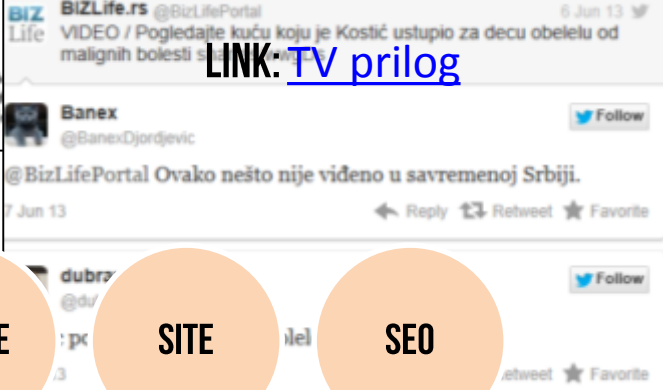 BIZ Life
BIZLife.rs @BizLifePortal 6 Jun 13
VIDEO / Pogledajte kuću koju je Kostić ustupio za decu obelelu od
malignih bolesti
LINK: TV prilog
Banex
Follow
@BanexDjordjevic
@BizLifePortal Ovako nešto nije viđeno u savremenoj Srbiji.
7 Jun 13 Reply Retweet Favorite
Follow
E SITE SEO
Favorite